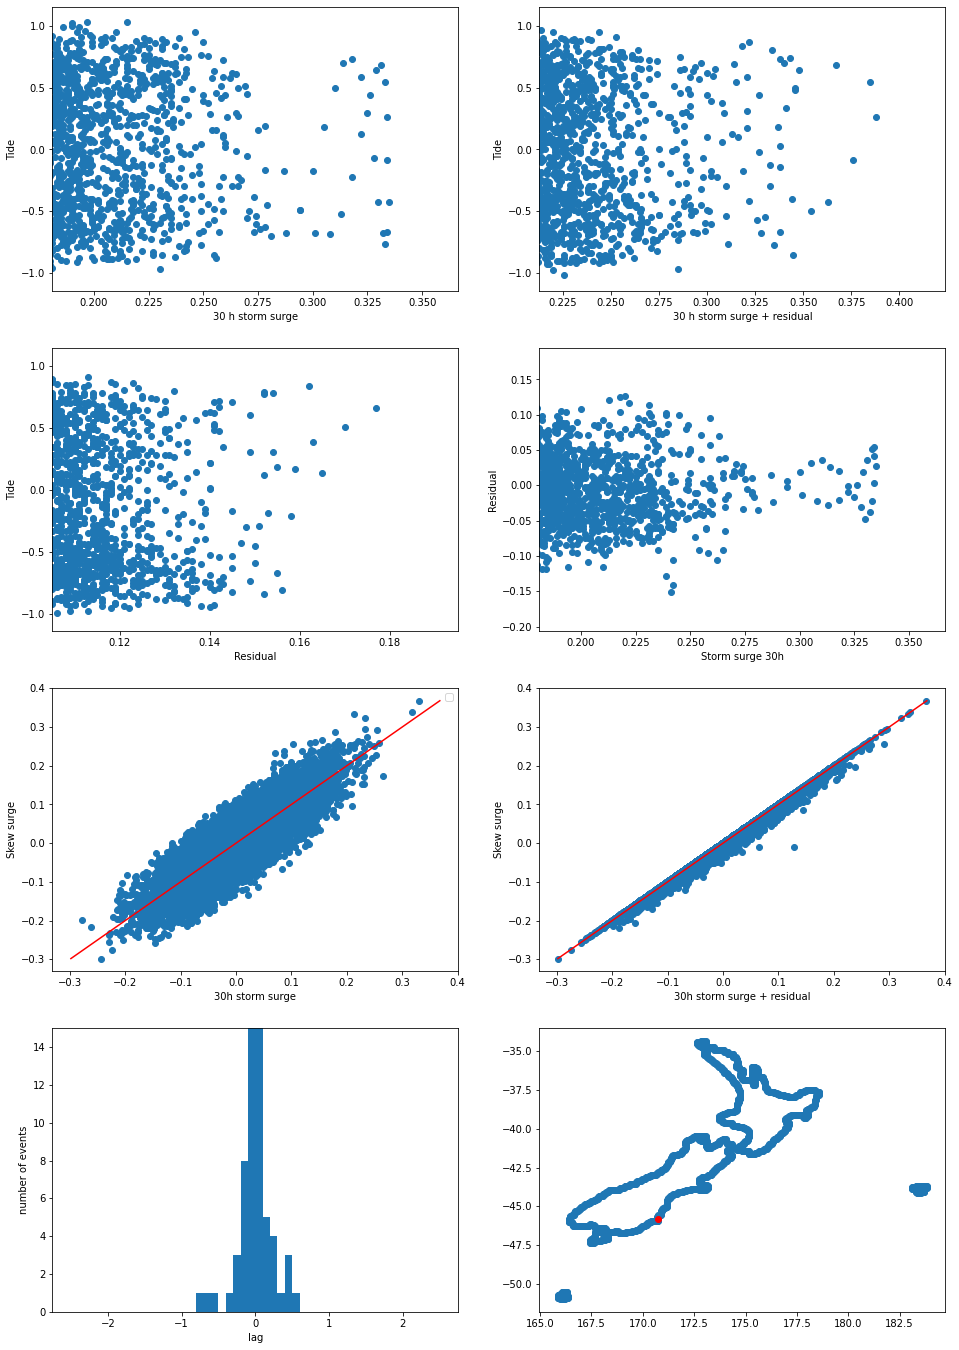 1.0
0.5
0.0
−0.5
−1.0
Tide
0.200 0.225 0.250 0.275 0.300 0.325 0.350
30 h storm surge
1.0
0.5
0.0
−0.5
−1.0
Tide
0.225 0.250 0.275 0.300 0.325 0.350 0.375 0.400
30 h storm surge + residual
1.0
0.5
0.0
−0.5
−1.0
Tide
0.12 0.14 0.16 0.18
Residual
0.15
0.10
0.05
0.00
−0.05
−0.10
−0.15
−0.20
Residual
0.200 0.225 0.250 0.275 0.300 0.325 0.350
Storm surge 30h
0.4
0.3
0.2
0.1
0.0
−0.1
−0.2
−0.3
Skew surge
−0.3 −0.2 −0.1 0.0 0.1 0.2 0.3 0.4
30h storm surge
0.4
0.3
0.2
0.1
0.0
−0.1
−0.2
−0.3
Skew surge
−0.3 −0.2 −0.1 0.0 0.1 0.2 0.3 0.4
30h storm surge + residual
14
12
10
8
6
4
2
0
number of events
−2 −1 0 1 2
lag
−35.0
−37.5
−40.0
−42.5
−45.0
−47.5
−50.0
165.0 167.5 170.0 172.5 175.0 177.5 180.0 182.5